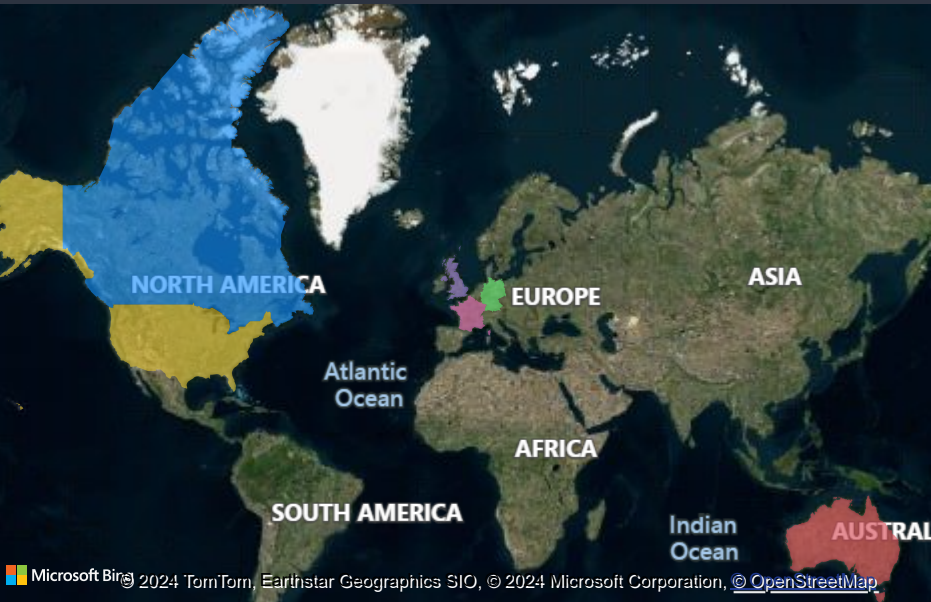 NORTH AMERICA
ASIA
EUROPE
Atlantic
Ocean
AFRICA
SOUTH AMERICA
Indian
Ocean
AUSTRAL
Microsoft Bing
© 2024 TomTom, Earthstar Geographics SIO, © 2024 Microsoft Corporation, © OpenStreetMap